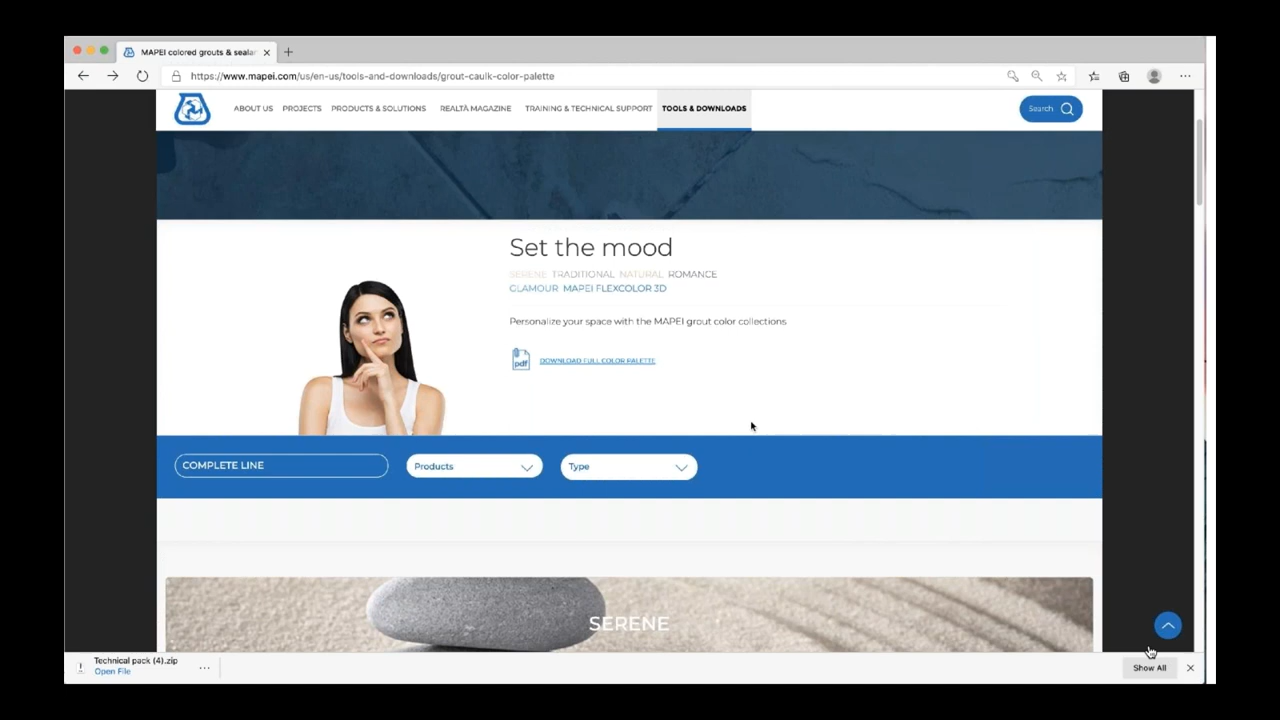 MAPEI colored grouts & seala
https://www.mapei.com/us/en-us/tools-and-downloads/grout-caulk-color-palette
ABOUT US PROJECTS PRODUCTS & SOLUTIONS REALTÀ MAGAZINE TRAINING & TECHNICAL SUPPORT TOOLS & DOWNLOADS Search
Set the mood
SERENE TRADITIONAL NATURAL ROMANCE
GLAMOUR MAPEI FLEXCOLOR 3D
Personalize your space with the MAPEI grout color collections
pdf DOWNLOAD FULL COLOR PALETTE
COMPLETE LINE Products Type
SERENE
Technical pack (4).zip
Open File
Show All